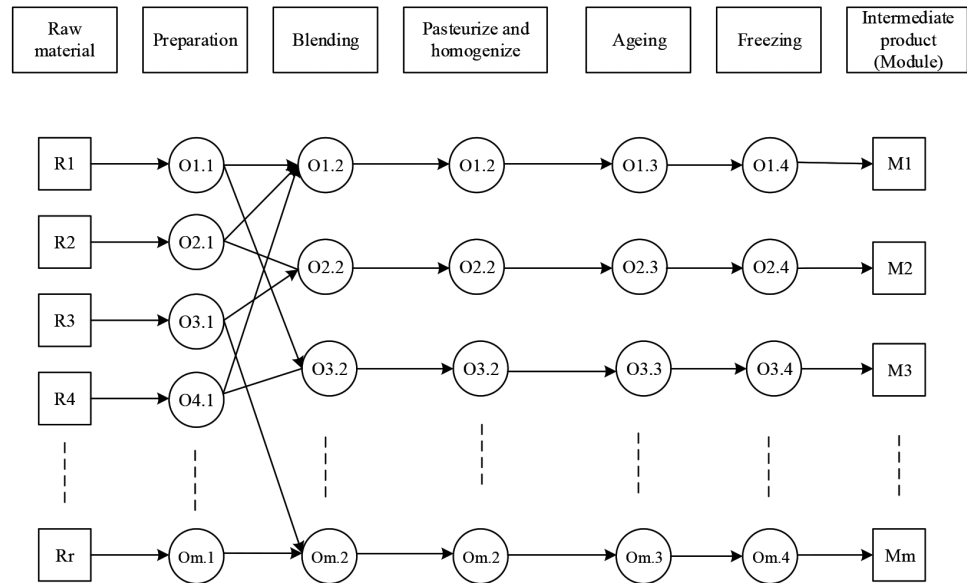 Raw
material
Preparation
Blending
Pasteurize and
homogenize
Ageing
Freezing
Intermediate
product
(Module)
R1
O1.1
O1.2
O1.2
O1.3
O1.4
M1
R2
O2.1
O2.2
O2.2
O2.3
O2.4
M2
R3
O3.1
O3.2
O3.2
O3.3
O3.4
M3
R4
O4.1
Rr
Om.1
Om.2
Om.2
Om.3
Om.4
Mm